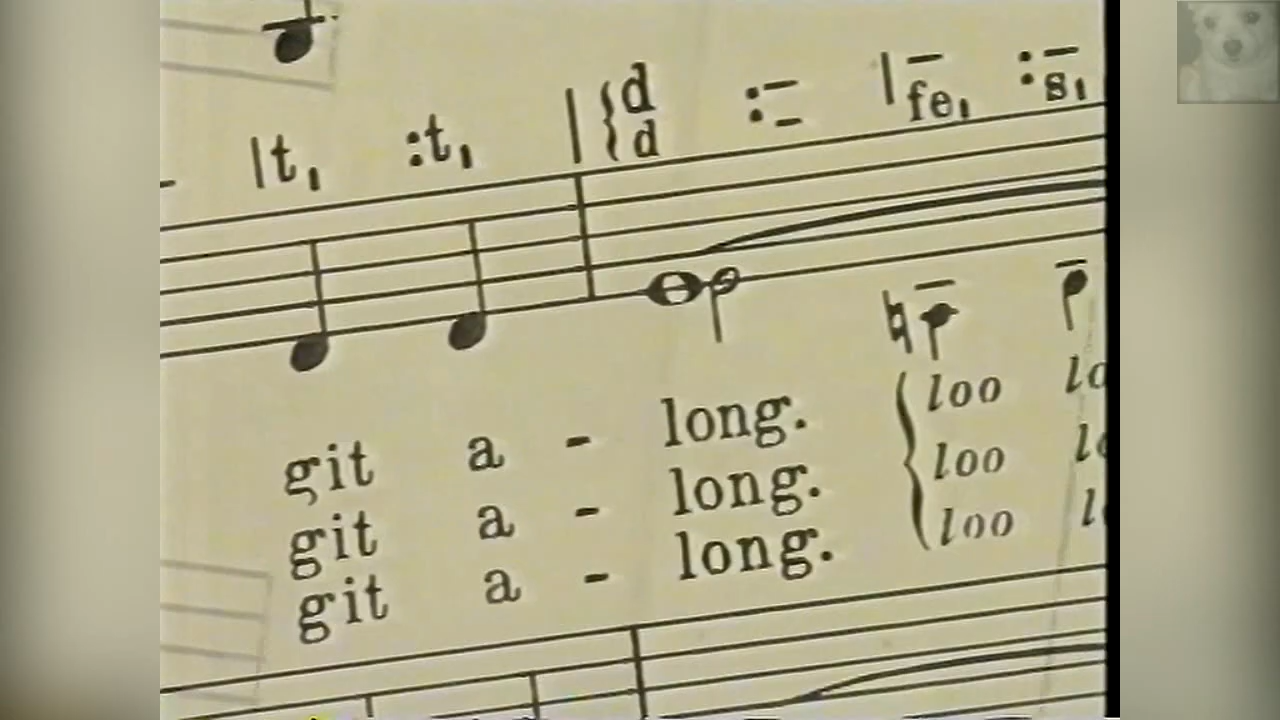 |t, :t, |{d :– |fe, :s,
d
git a - long. loo
git a - long. loo
git a - long. loo